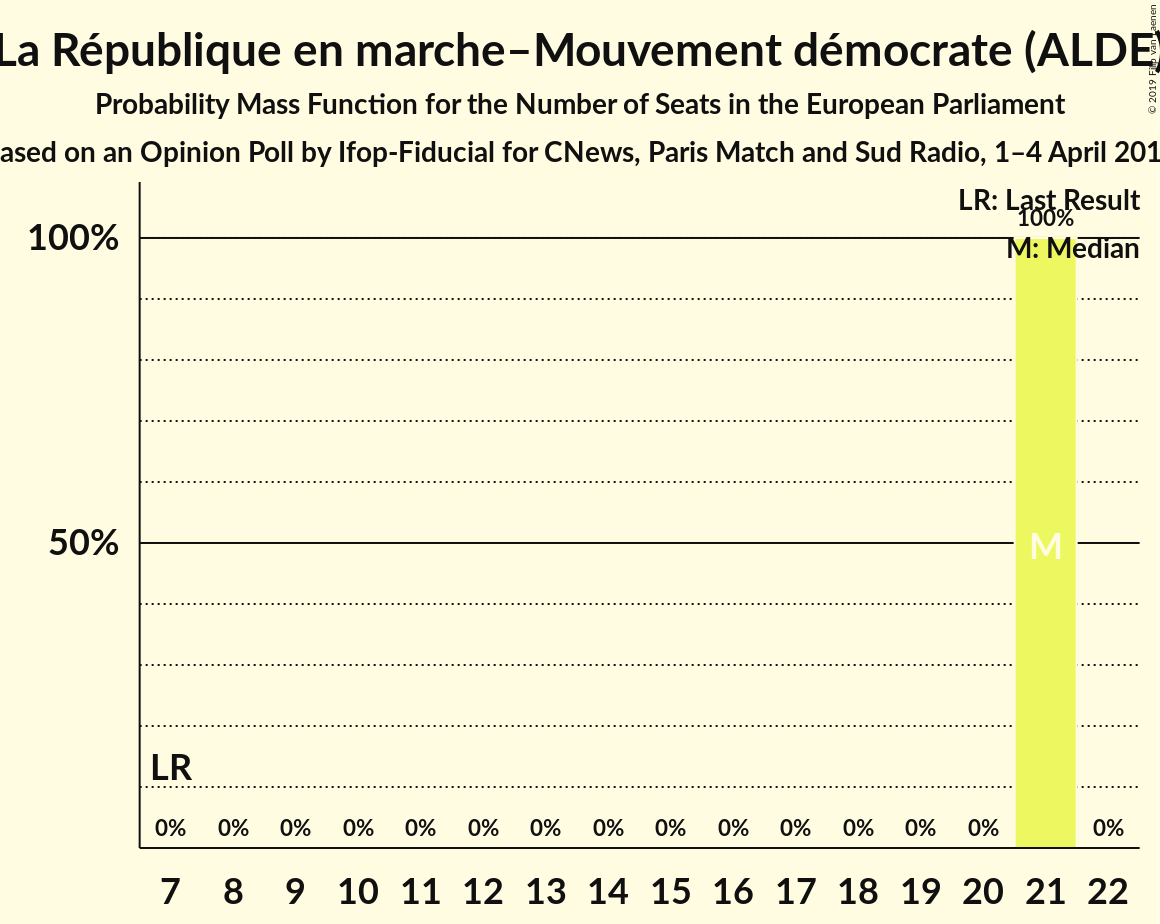 La République en marche–Mouvement démocrate (ALDE)
Probability Mass Function for the Number of Seats in the European Parliament
ased on an Opinion Poll by Ifop-Fiducial for CNews, Paris Match and Sud Radio, 1–4 April 201
© 2019 Filip van Laenen
LR: Last Result
100%
M: Median
100%
50%
M
LR
0% 0% 0% 0% 0% 0% 0% 0% 0% 0% 0% 0% 0% 0% 0%
7 8 9 10 11 12 13 14 15 16 17 18 19 20 21 22